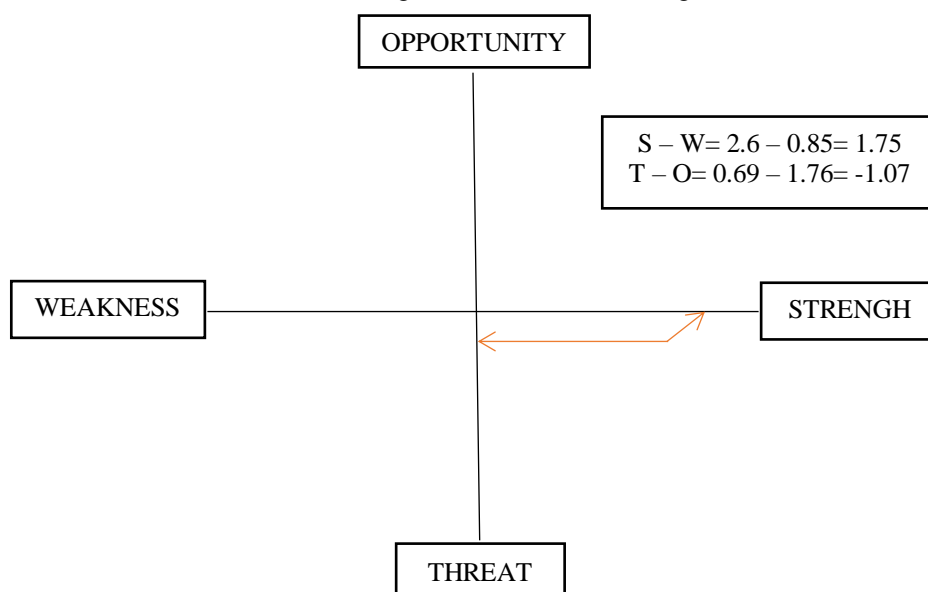 OPPORTUNITY
S – W= 2.6 – 0.85= 1.75
T – O= 0.69 – 1.76= -1.07
WEAKNESS
STRENGH
THREAT